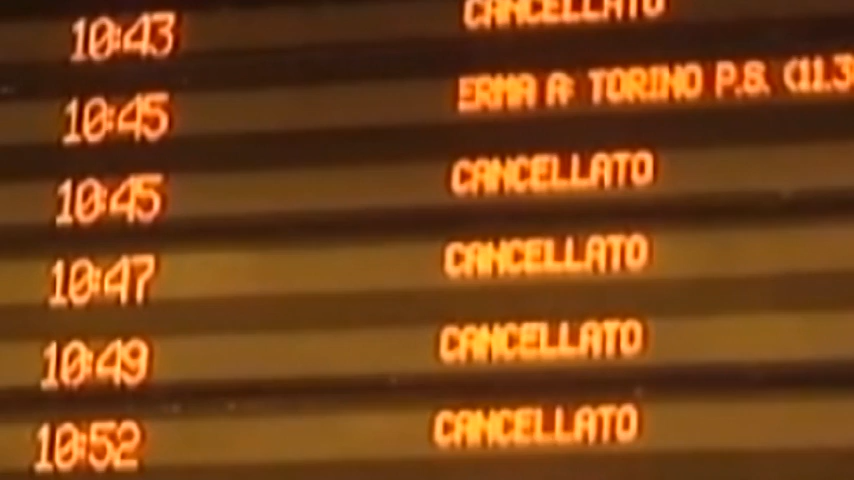 10:43 CANCELLATO
10:45 ERMA A: TORINO P.S. (11.3
10:45 CANCELLATO
10:47 CANCELLATO
10:49 CANCELLATO
10:52 CANCELLATO